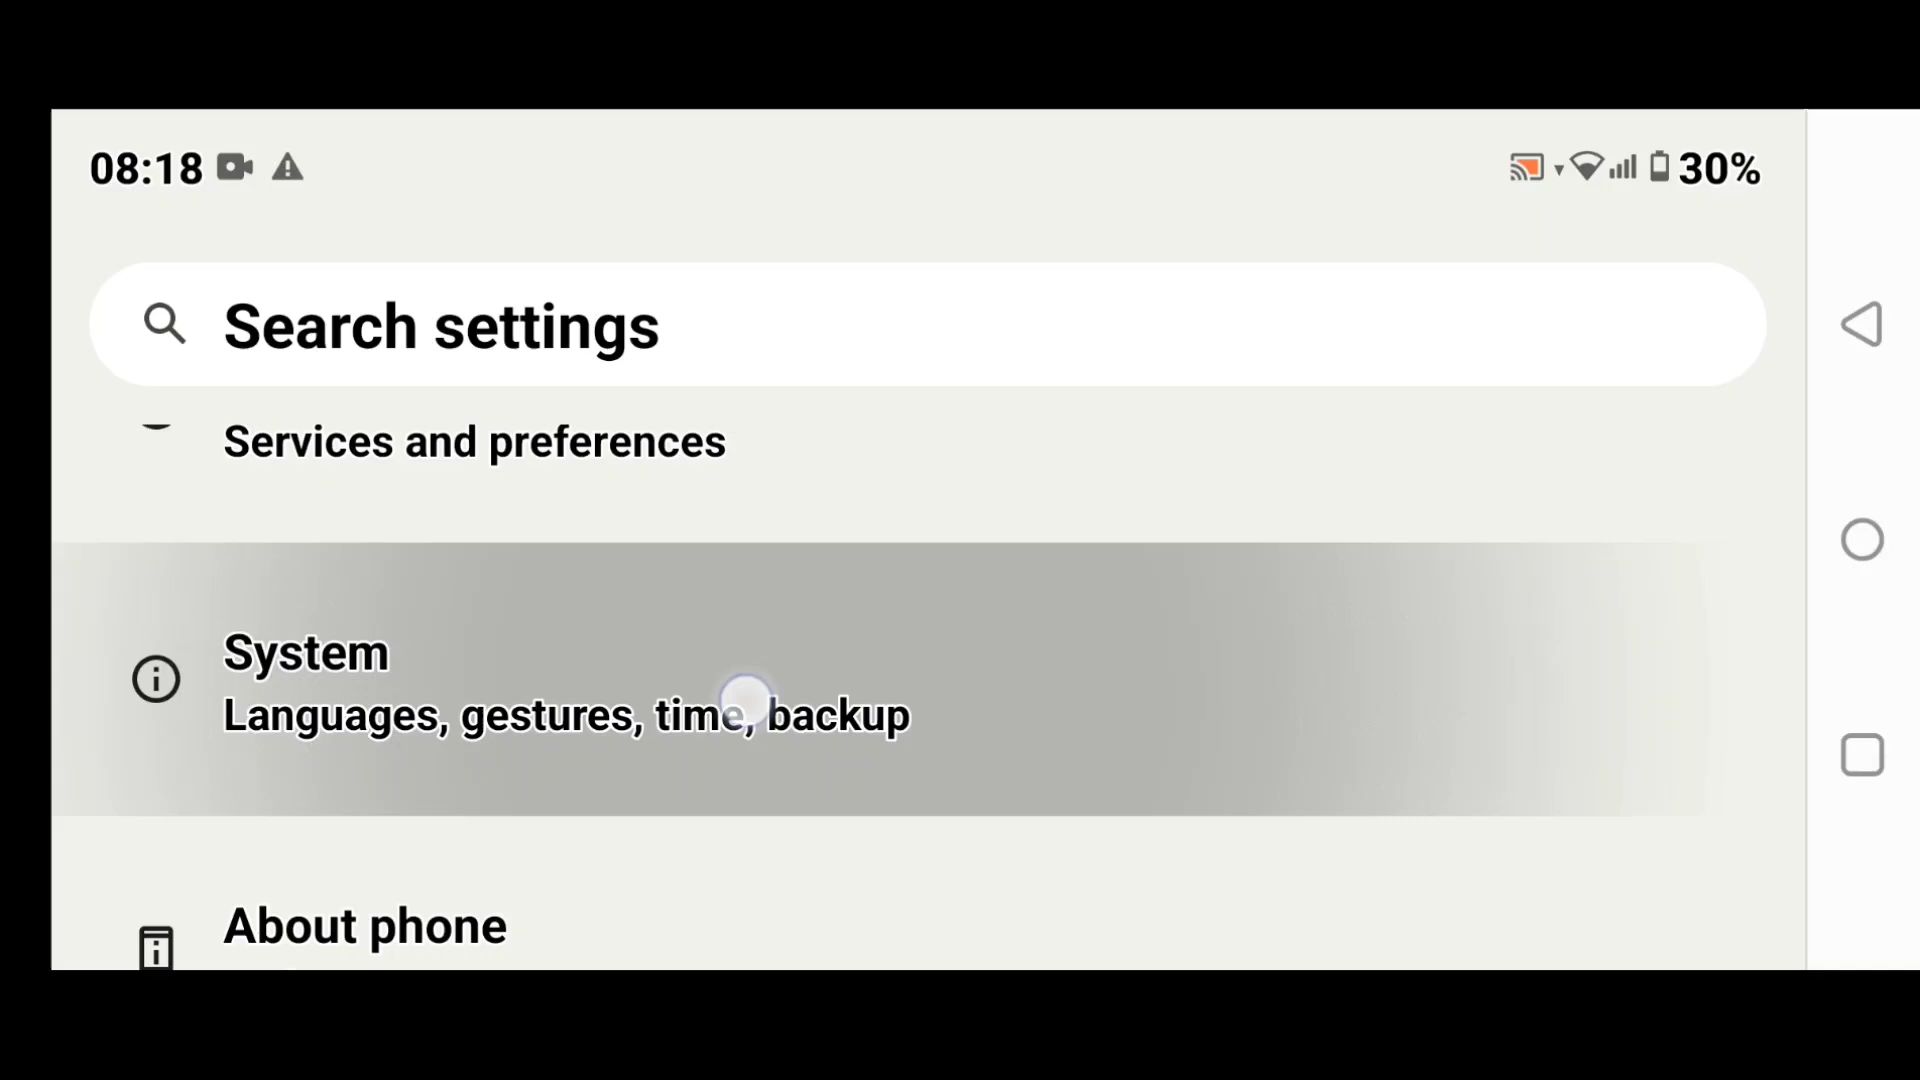 08:18
30%
Search settings
Services and preferences
System
Languages, gestures, time, backup
About phone